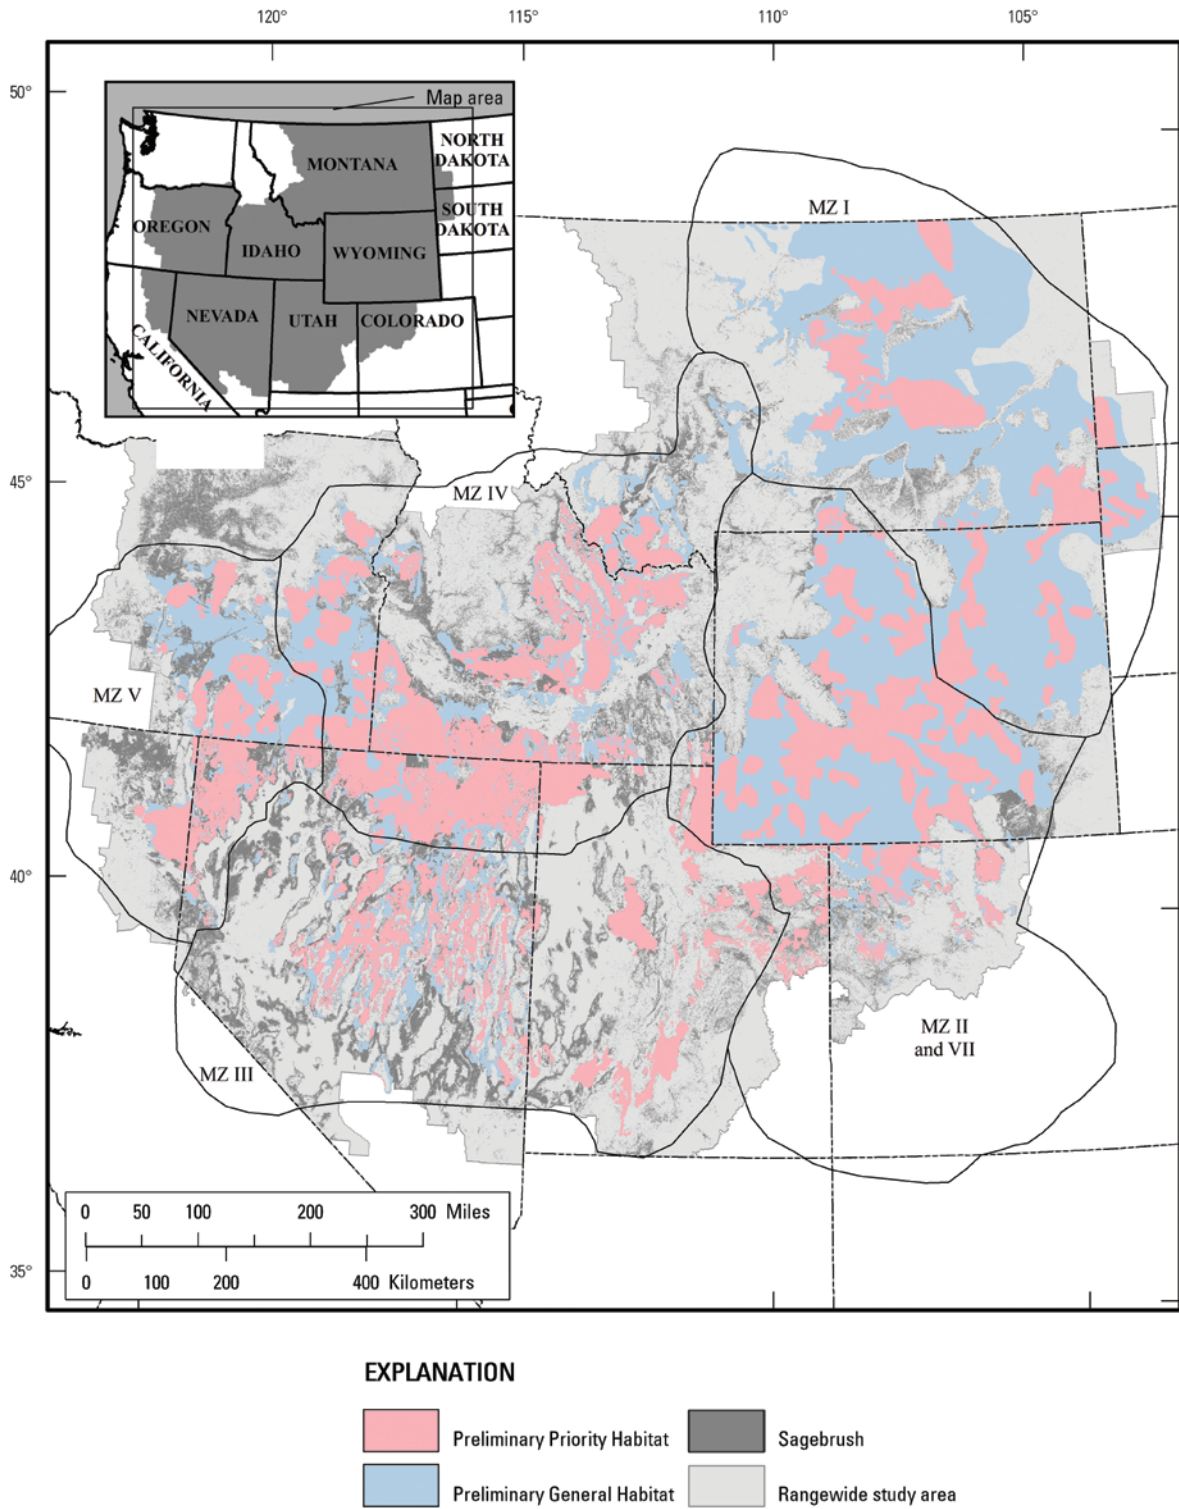 120° 115° 110° 105°
50°
Map area
NORTH
DAKOTA
MONTANA
SOUTH
DAKOTA
OREGON
IDAHO
WYOMING
NEVADA
UTAH
COLORADO
CALIFORNIA
MZ I
45°
MZ IV
MZ V
40°
MZ II
and VII
MZ III
0 50 100 200 300 Miles
0 100 200 400 Kilometers
35°
EXPLANATION
Preliminary Priority Habitat
Sagebrush
Preliminary General Habitat
Rangewide study area